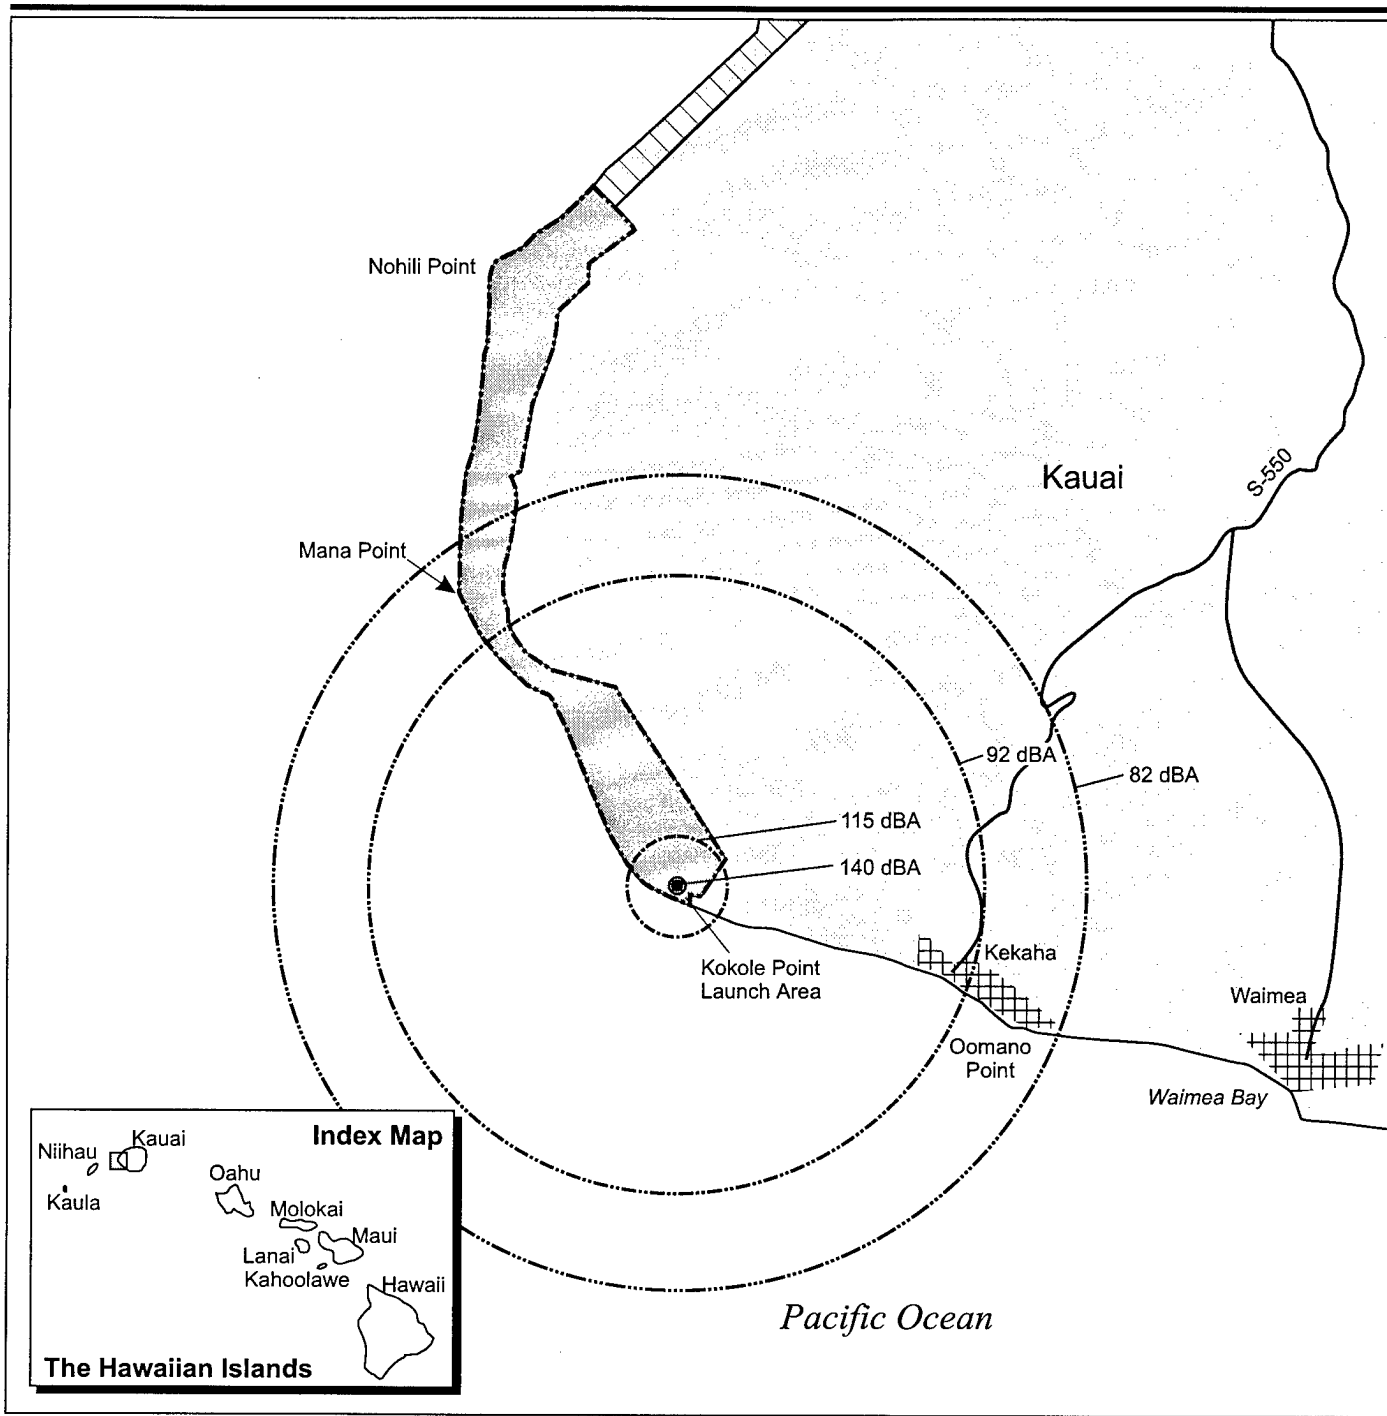 Nohili Point
Kauai
S-550
Mana Point
92 dBA
82 dBA
115 dBA
140 dBA
Kekaha
Kokole Point
Launch Area
Waimea
Oomano
Point
Waimea Bay
Index Map
Kauai
Niihau
Oahu
Kaula
Molokai
Maui
Lanai
Kahoolawe
Hawaii
The Hawaiian Islands
Pacific Ocean